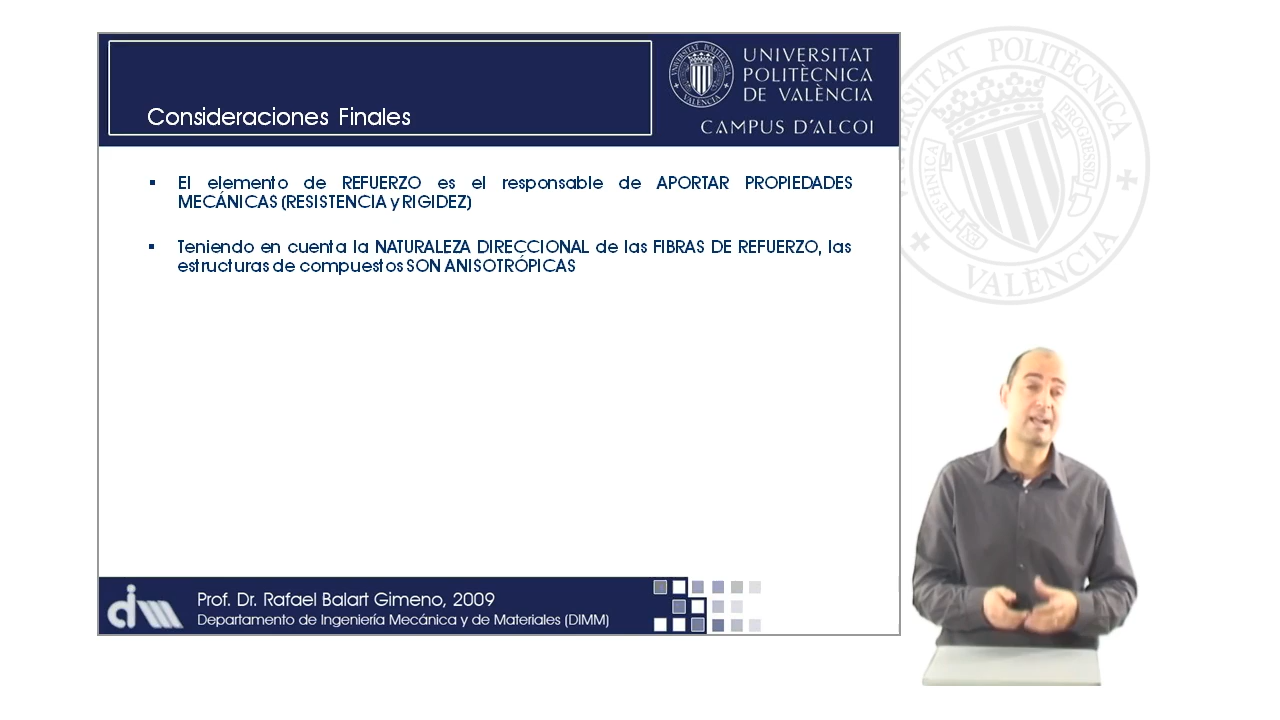 Consideraciones Finales
UNIVERSITAT
POLITÈCNICA
DE VALÈNCIA
CAMPUS D'ALCOI
▪ El elemento de REFUERZO es el responsable de APORTAR PROPIEDADES
MECÁNICAS (RESISTENCIA y RIGIDEZ)
▪ Teniendo en cuenta la NATURALEZA DIRECCIONAL de las FIBRAS DE REFUERZO, las
estructuras de compuestos SON ANISOTRÓPICAS
dim
Prof. Dr. Rafael Balart Gimeno, 2009
Departamento de Ingeniería Mecánica y de Materiales (DIMM)